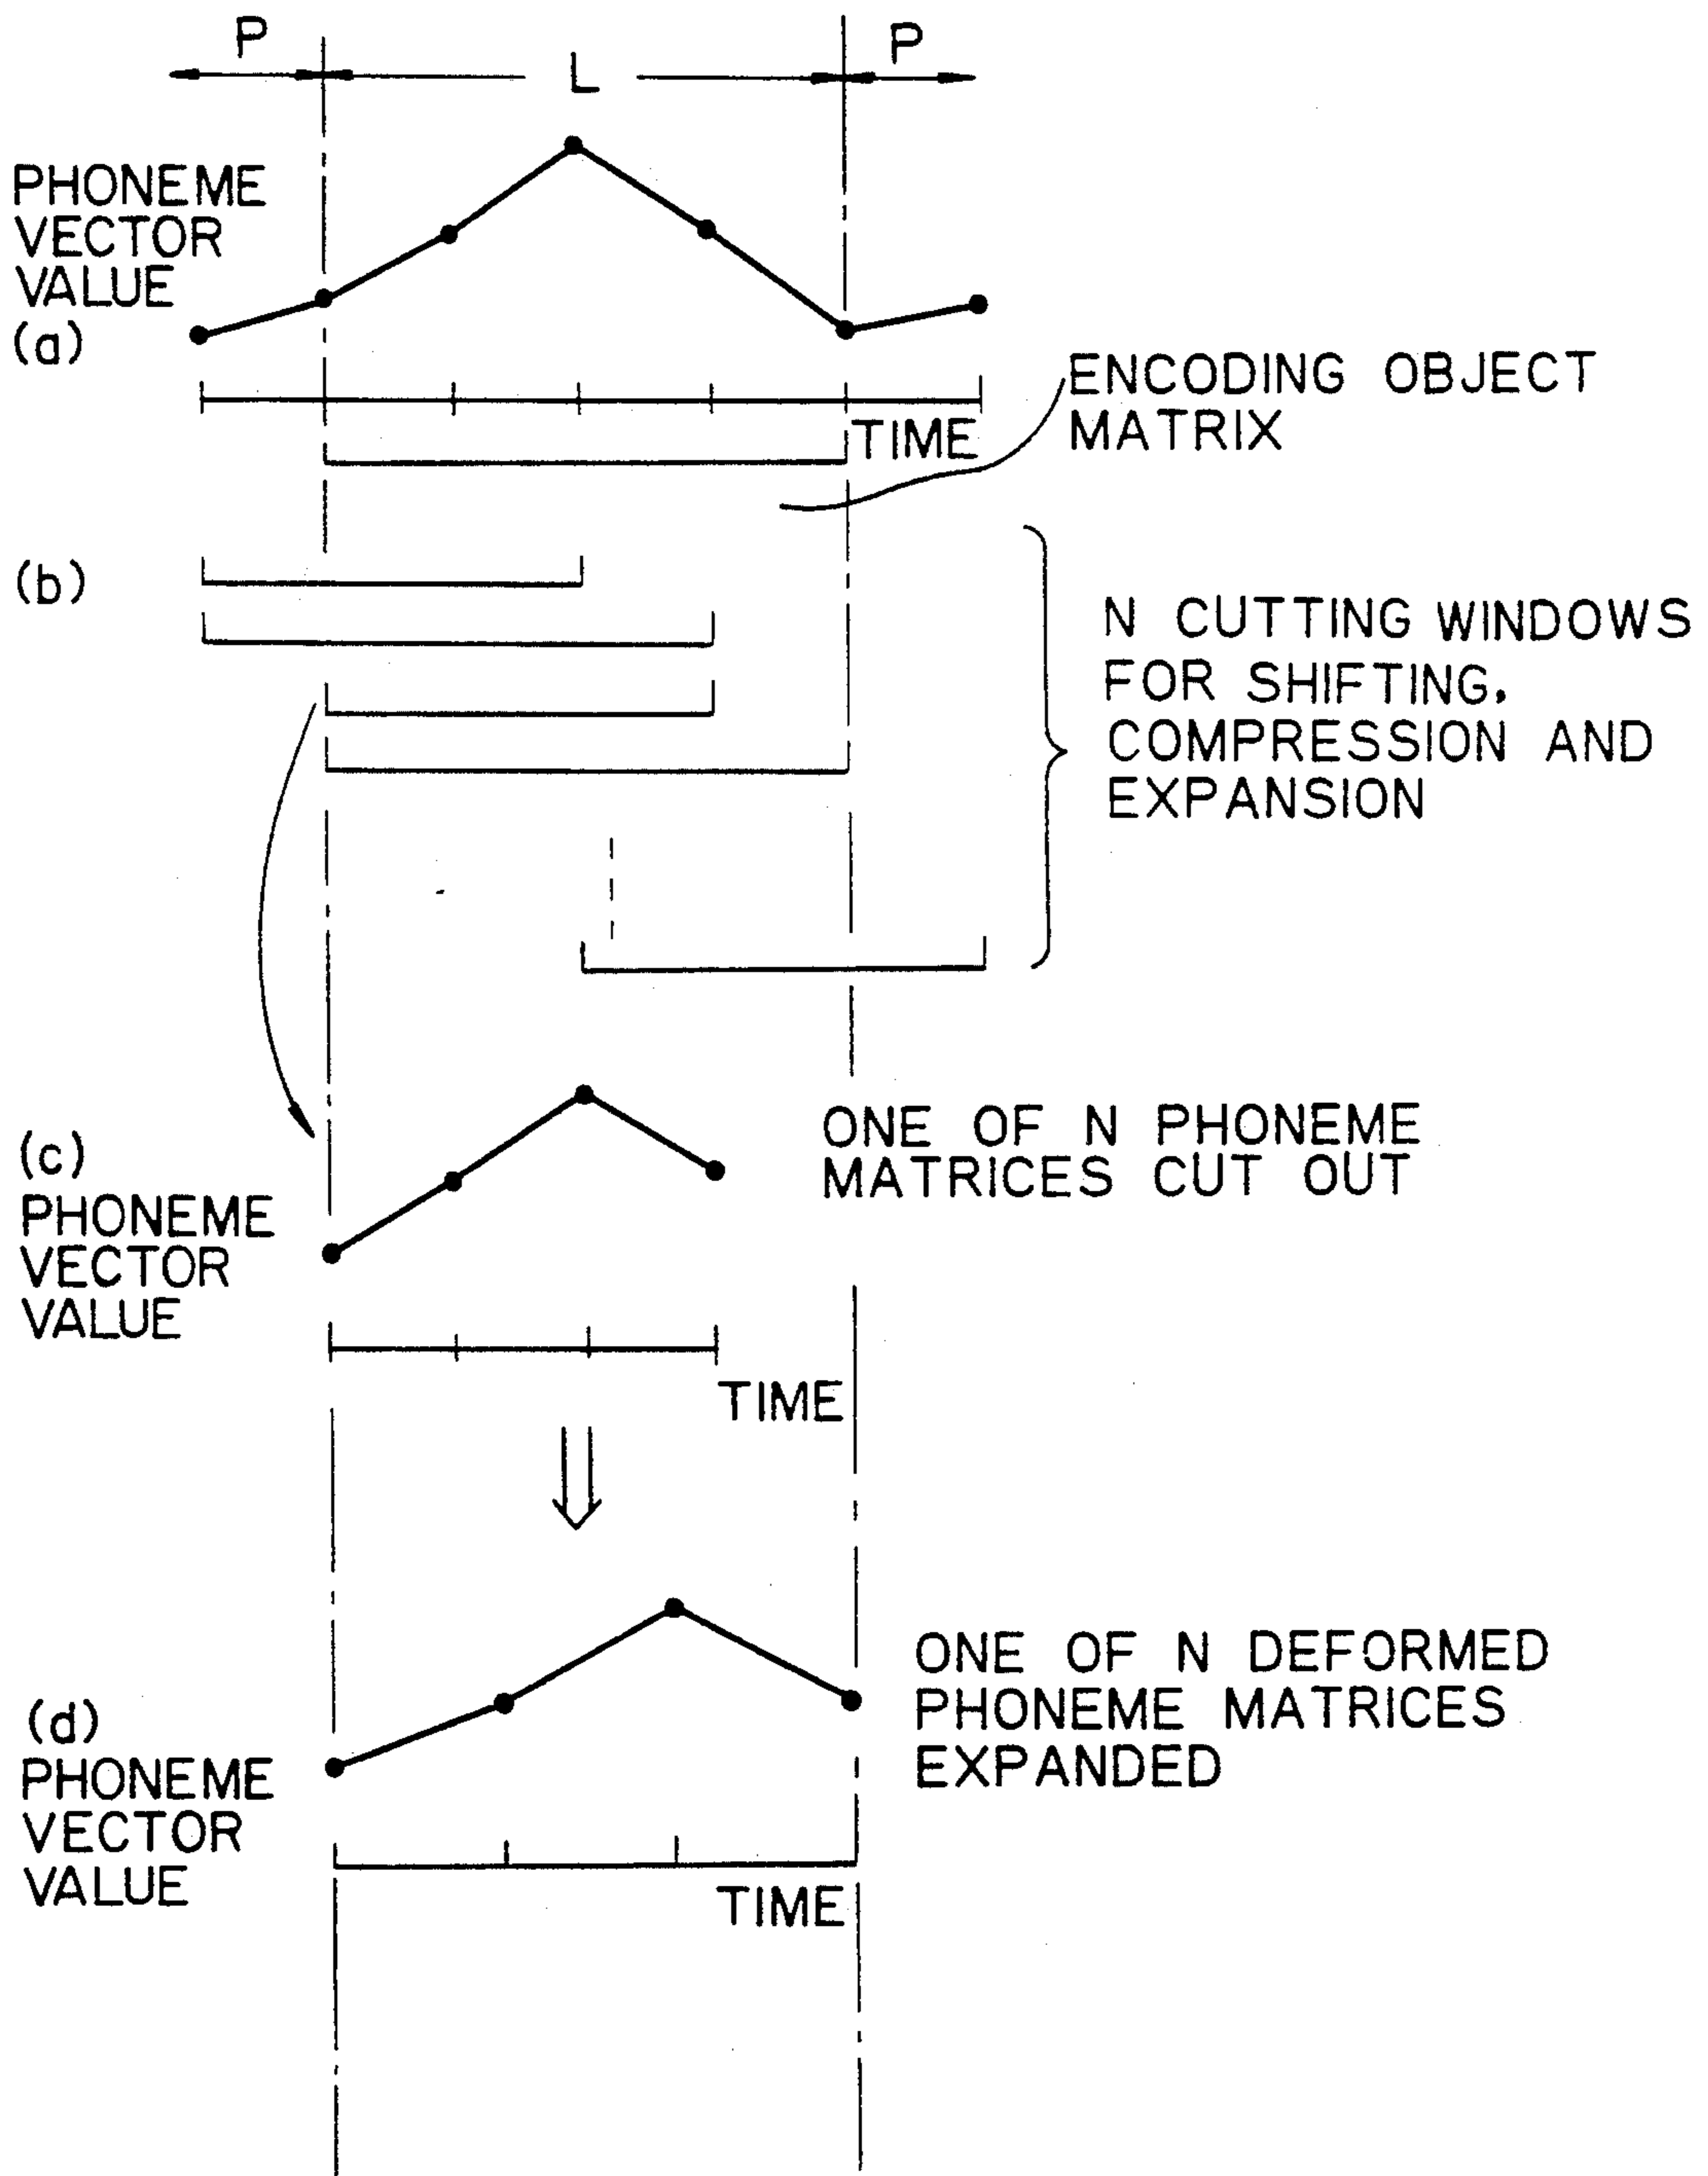 P
L
P
PHONEME
VECTOR
VALUE
(a)
TIME
ENCODING OBJECT
MATRIX
(b)
N CUTTING WINDOWS
FOR SHIFTING,
COMPRESSION AND
EXPANSION
(c)
PHONEME
VECTOR
VALUE
ONE OF N PHONEME
MATRICES CUT OUT
TIME
(d)
PHONEME
VECTOR
VALUE
ONE OF N DEFORMED
PHONEME MATRICES
EXPANDED
TIME